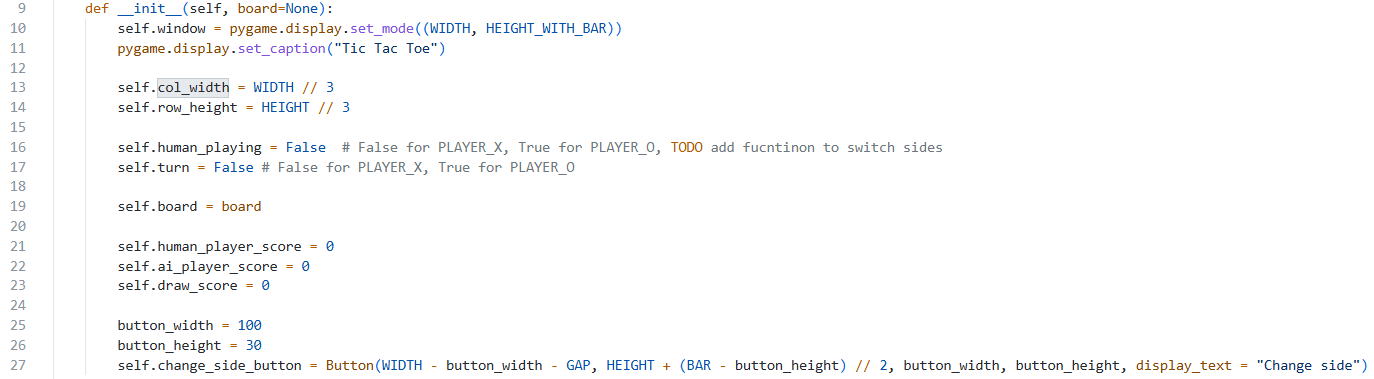 9 def __init__(self, board=None):
10 self.window = pygame.display.set_mode((WIDTH, HEIGHT_WITH_BAR))
11 pygame.display.set_caption("Tic Tac Toe")
12
13 self.col_width = WIDTH // 3
14 self.row_height = HEIGHT // 3
15
16 self.human_playing = False  # False for PLAYER_X, True for PLAYER_O, TODO add fucntinon to switch sides
17 self.turn = False # False for PLAYER_X, True for PLAYER_O
18
19 self.board = board
20
21 self.human_player_score = 0
22 self.ai_player_score = 0
23 self.draw_score = 0
24
25 button_width = 100
26 button_height = 30
27 self.change_side_button = Button(WIDTH - button_width - GAP, HEIGHT + (BAR - button_height) // 2, button_width, button_height, display_text = "Change side")